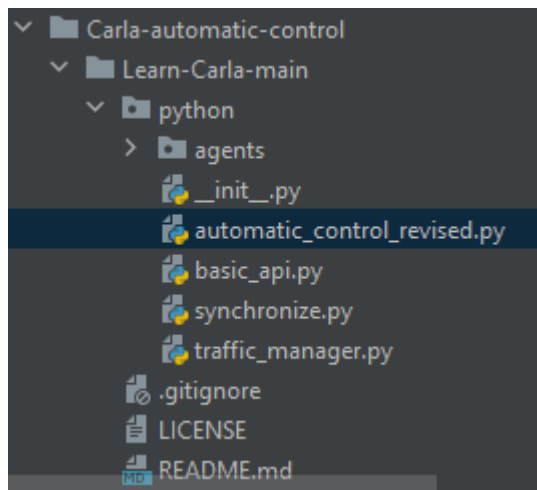 Carla-automatic-control
Learn-Carla-main
python
agents
__init__.py
automatic_control_revised.py
basic_api.py
synchronize.py
traffic_manager.py
.gitignore
LICENSE
MD README.md